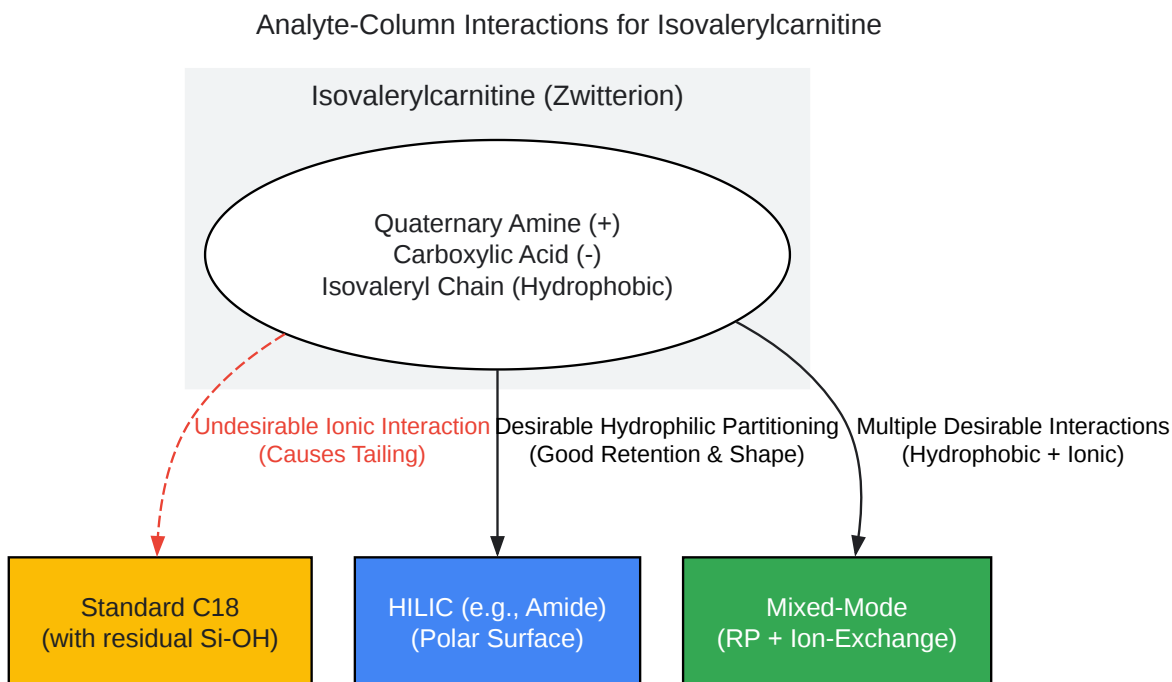 Analyte-Column Interactions for Isovalerylcarnitine
Isovalerylcarnitine (Zwitterion)
Quaternary Amine (+)
Carboxylic Acid (-)
Isovaleryl Chain (Hydrophobic)
Undesirable Ionic Interaction
(Causes Tailing)
Desirable Hydrophilic Partitioning
(Good Retention & Shape)
Multiple Desirable Interactions
(Hydrophobic + Ionic)
Standard C18
(with residual Si-OH)
HILIC (e.g., Amide)
(Polar Surface)
Mixed-Mode
(RP + Ion-Exchange)